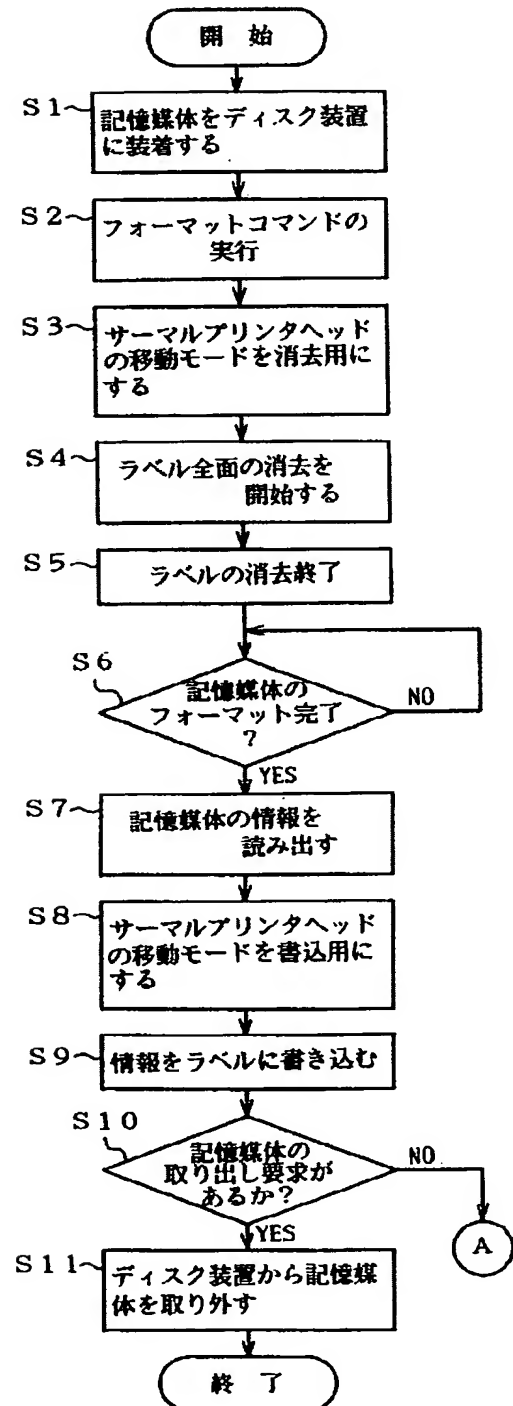 開 始
S1
記憶媒体をディスク装置
に装着する
S2
フォーマットコマンドの
実行
S3
サーマルプリンタヘッド
の移動モードを消去用に
する
S4
ラベル全面の消去を
開始する
S5
ラベルの消去終了
S6
記憶媒体の
フォーマット完了
?
NO
YES
S7
記憶媒体の情報を
読み出す
S8
サーマルプリンタヘッド
の移動モードを書込用に
する
S9
情報をラベルに書き込む
S10
記憶媒体の
取り出し要求が
あるか?
NO
A
YES
S11
ディスク装置から記憶媒
体を取り外す
終 了